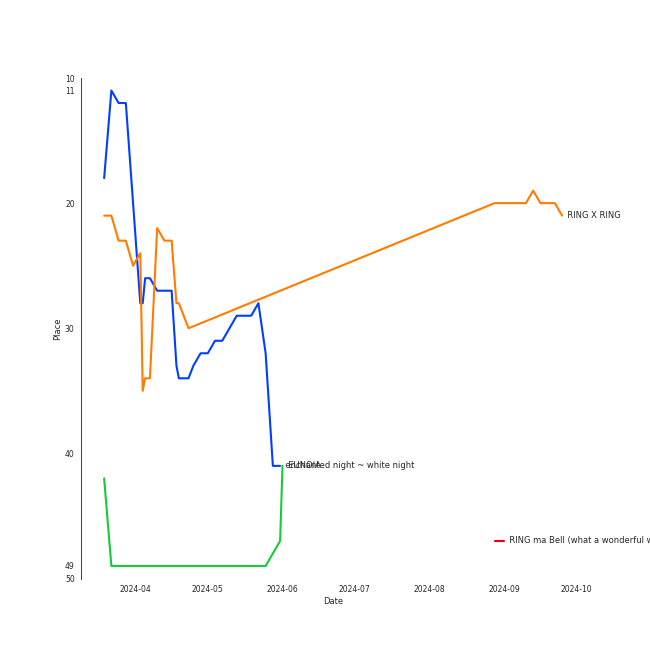 10
11
20
RING X RING
30
Place
40
EUNOIA
enchanted night ~ white night
RING ma Bell (what a wonderful w
49
50
2024-04 2024-05 2024-06 2024-07 2024-08 2024-09 2024-10
Date